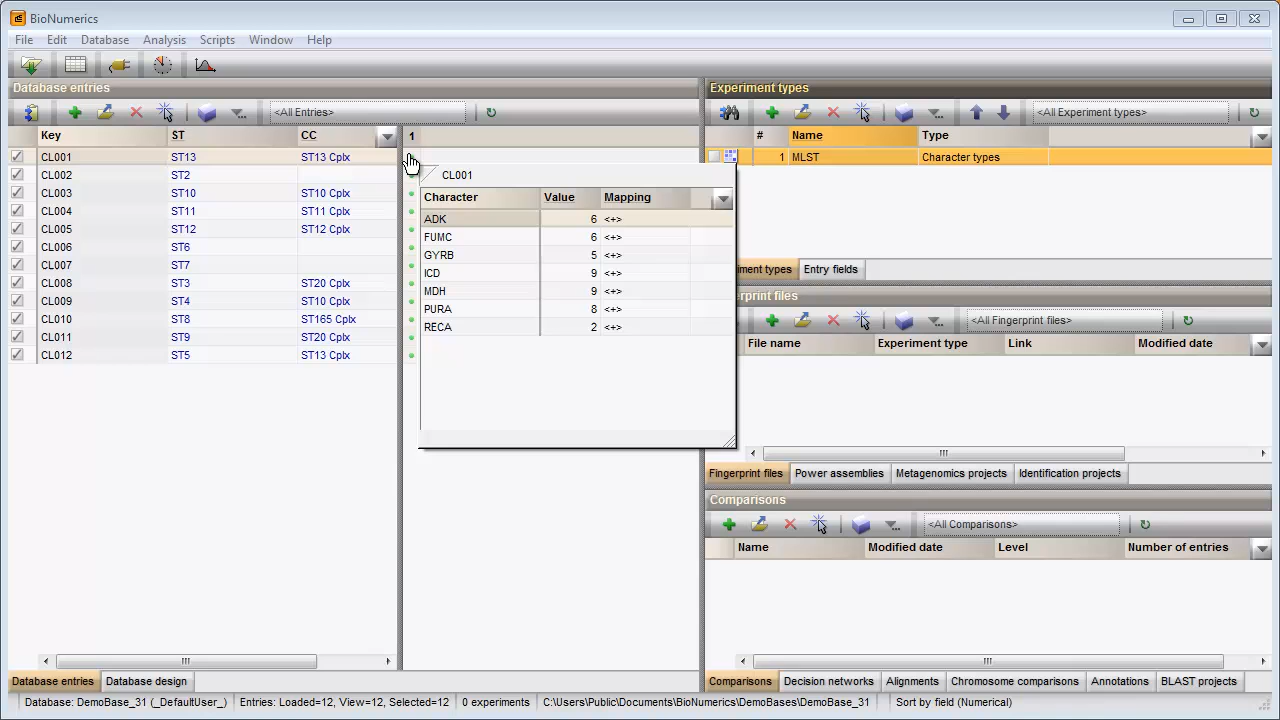 BioNumerics
File Edit Database Analysis Scripts Window Help
Database entries
<All Entries>
Key ST CC 1
CL001 ST13 ST13 Cplx
CL002 ST2
CL003 ST10 ST10 Cplx
CL004 ST11 ST11 Cplx
CL005 ST12 ST12 Cplx
CL006 ST6
CL007 ST7
CL008 ST3 ST20 Cplx
CL009 ST4 ST10 Cplx
CL010 ST8 ST165 Cplx
CL011 ST9 ST20 Cplx
CL012 ST5 ST13 Cplx
CL001
Character Value Mapping
ADK 6 <+>
FUMC 6 <+>
GYRB 5 <+>
ICD 9 <+>
MDH 9 <+>
PURA 8 <+>
RECA 2 <+>
Experiment types
<All Experiment types>
# Name Type
1 MLST Character types
iment types Entry fields
erprint files
<All Fingerprint files>
File name Experiment type Link Modified date
Fingerprint files Power assemblies Metagenomics projects Identification projects
Comparisons
<All Comparisons>
Name Modified date Level Number of entries
Database entries Database design
Comparisons Decision networks Alignments Chromosome comparisons Annotations BLAST projects
Database: DemoBase_31 (_DefaultUser_) Entries: Loaded=12, View=12, Selected=12 0 experiments C:\Users\Public\Documents\BioNumerics\DemoBases\DemoBase_31 Sort by field (Numerical)